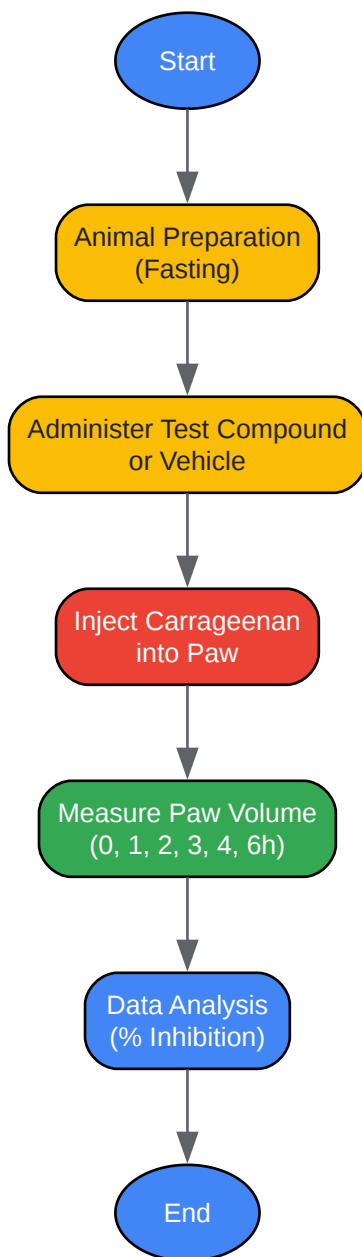 Start
Animal Preparation
(Fasting)
Administer Test Compound
or Vehicle
Inject Carrageenan
into Paw
Measure Paw Volume
(0, 1, 2, 3, 4, 6h)
Data Analysis
(% Inhibition)
End